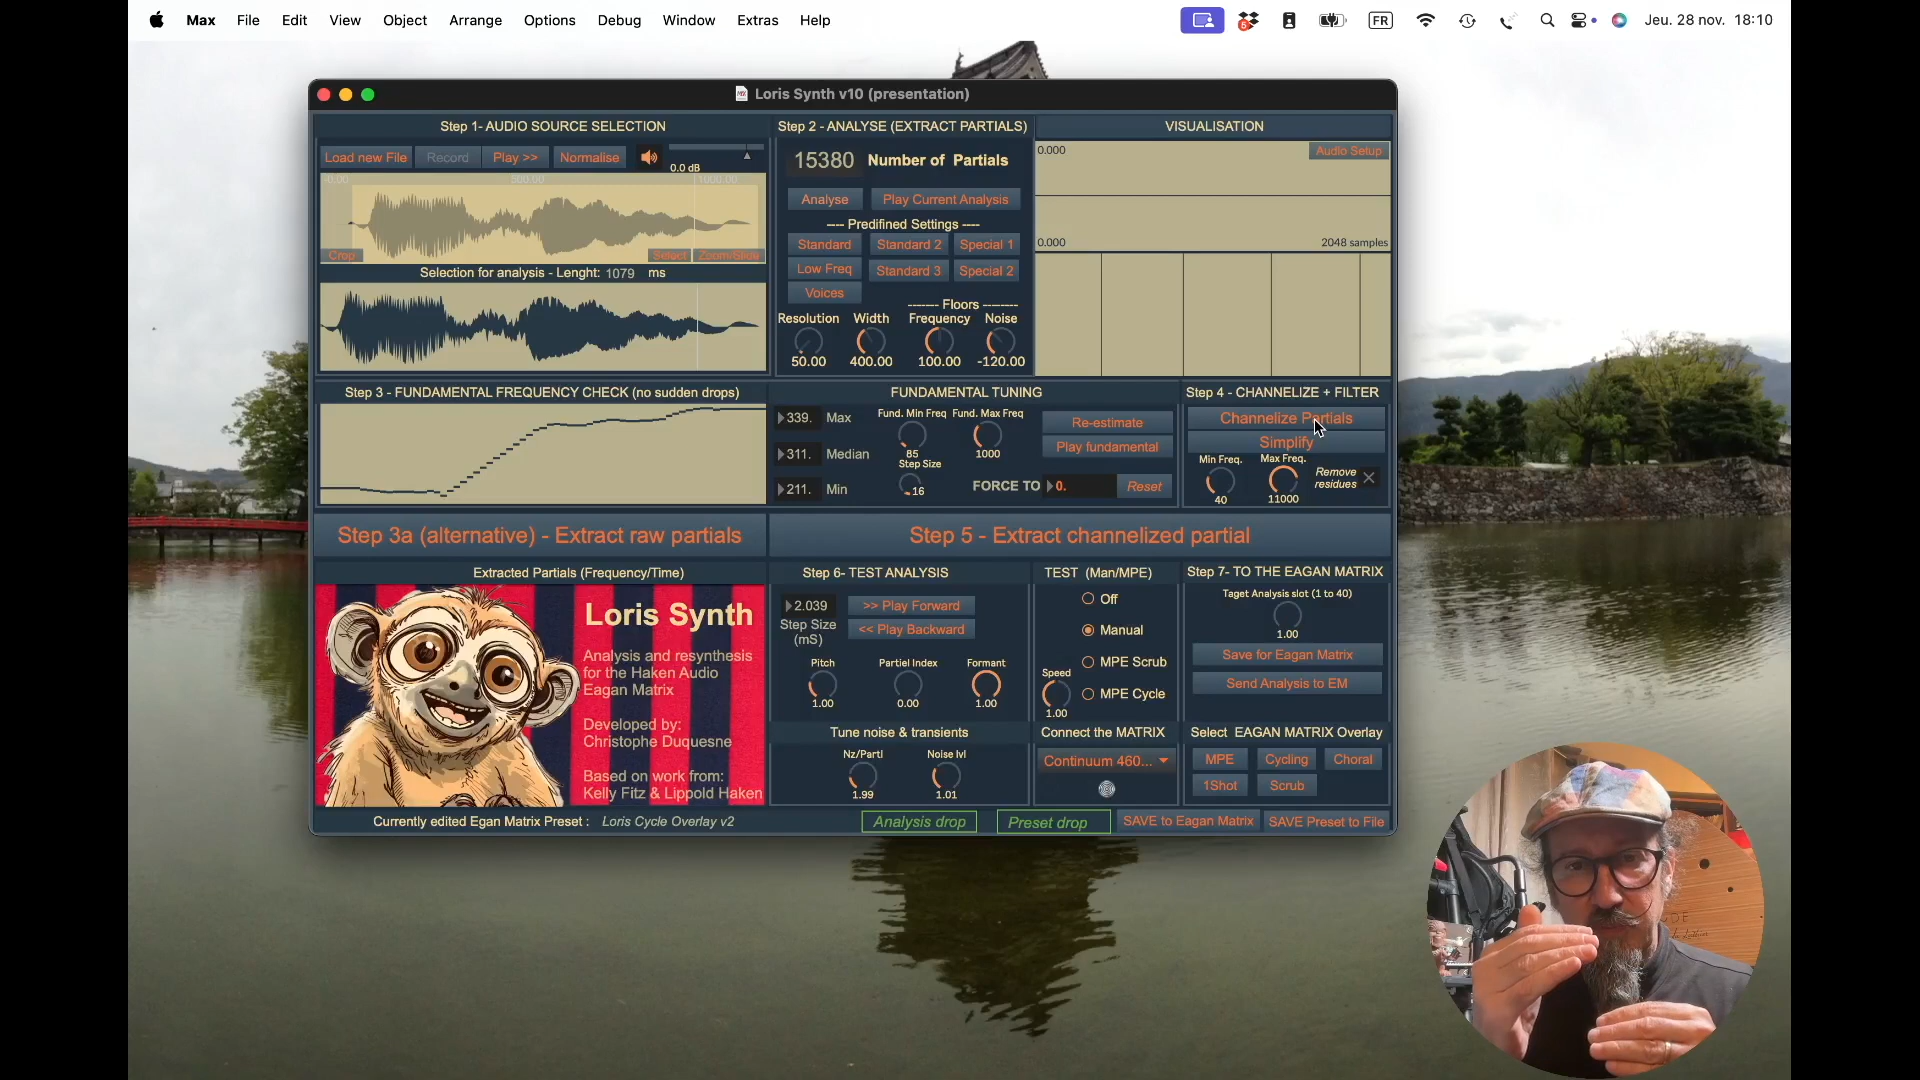 Max File Edit View Object Arrange Options Debug Window Extras Help 6 FR Jeu. 28 nov. 18:10
Loris Synth v10 (presentation)
Step 1- AUDIO SOURCE SELECTION
Load new File Record Play >> Normalise 0.0 dB
0.00 500.00 1000.00
Crop Select Zoom/Slide
Selection for analysis - Lenght: 1079 ms
Step 2 - ANALYSE (EXTRACT PARTIALS)
15380 Number of Partials
Analyse Play Current Analysis
---- Predifined Settings ----
Standard Standard 2 Special 1
Low Freq Standard 3 Special 2
Voices
------- Floors -------
Resolution Width Frequency Noise
50.00 400.00 100.00 -120.00
VISUALISATION
0.000 Audio Setup
0.000 2048 samples
Step 3 - FUNDAMENTAL FREQUENCY CHECK (no sudden drops)
FUNDAMENTAL TUNING
339. Max
311. Median
211. Min
Fund. Min Freq Fund. Max Freq
85 1000
Step Size
16
Re-estimate
Play fundamental
FORCE TO 0. Reset
Step 4 - CHANNELIZE + FILTER
Channelize Partials
Simplify
Min Freq. Max Freq.
40 11000
Remove
residues
Step 3a (alternative) - Extract raw partials
Step 5 - Extract channelized partial
Extracted Partials (Frequency/Time)
Loris Synth
Analysis and resynthesis
for the Haken Audio
Eagan Matrix
Developed by:
Christophe Duquesne
Based on work from:
Kelly Fitz & Lippold Haken
Step 6- TEST ANALYSIS
2.039
Step Size
(mS)
>> Play Forward
<< Play Backward
Pitch Partiel Index Formant
1.00 0.00 1.00
Tune noise & transients
Nz/Partl Noise lvl
1.99 1.01
TEST (Man/MPE)
Off
Manual
MPE Scrub
MPE Cycle
Speed
1.00
Connect the MATRIX
Continuum 460...
Step 7- TO THE EAGAN MATRIX
Taget Analysis slot (1 to 40)
1.00
Save for Eagan Matrix
Send Analysis to EM
Select EAGAN MATRIX Overlay
MPE Cycling Choral
1Shot Scrub
Currently edited Egan Matrix Preset : Loris Cycle Overlay v2
Analysis drop Preset drop SAVE to Eagan Matrix SAVE Preset to File